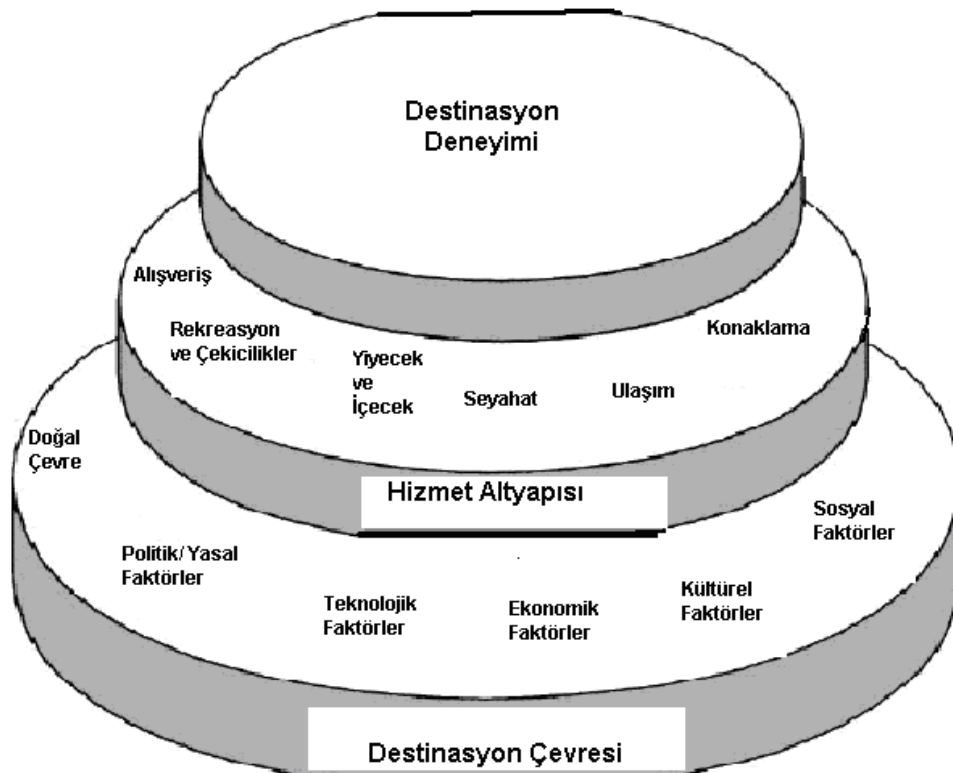 Destinasyon
Deneyimi
Alışveriş
Rekreasyon
ve Çekicilikler
Yiyecek
ve
İçecek
Seyahat
Ulaşım
Konaklama
Hizmet Altyapısı
Doğal
Çevre
Politik/ Yasal
Faktörler
Teknolojik
Faktörler
Ekonomik
Faktörler
Kültürel
Faktörler
Sosyal
Faktörler
Destinasyon Çevresi